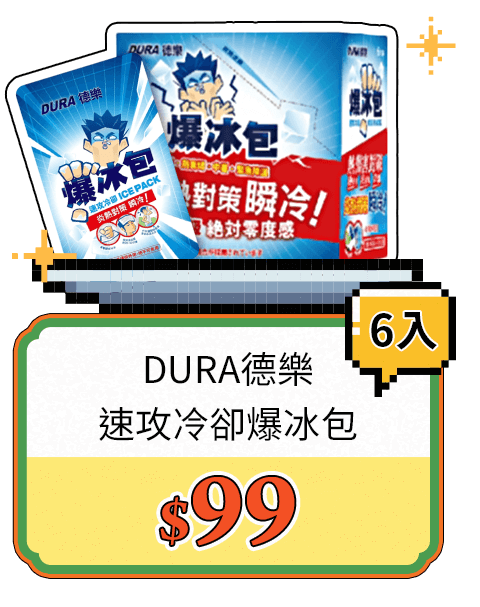 DURA 德樂
爆冰包
熱對策 瞬冷!
絶対零度感
DURA 德樂
爆冰包
速攻冷卻 ICE PACK
炎熱對策 瞬冷!
爆冰包
6入
DURA德樂
速攻冷卻爆冰包
$99